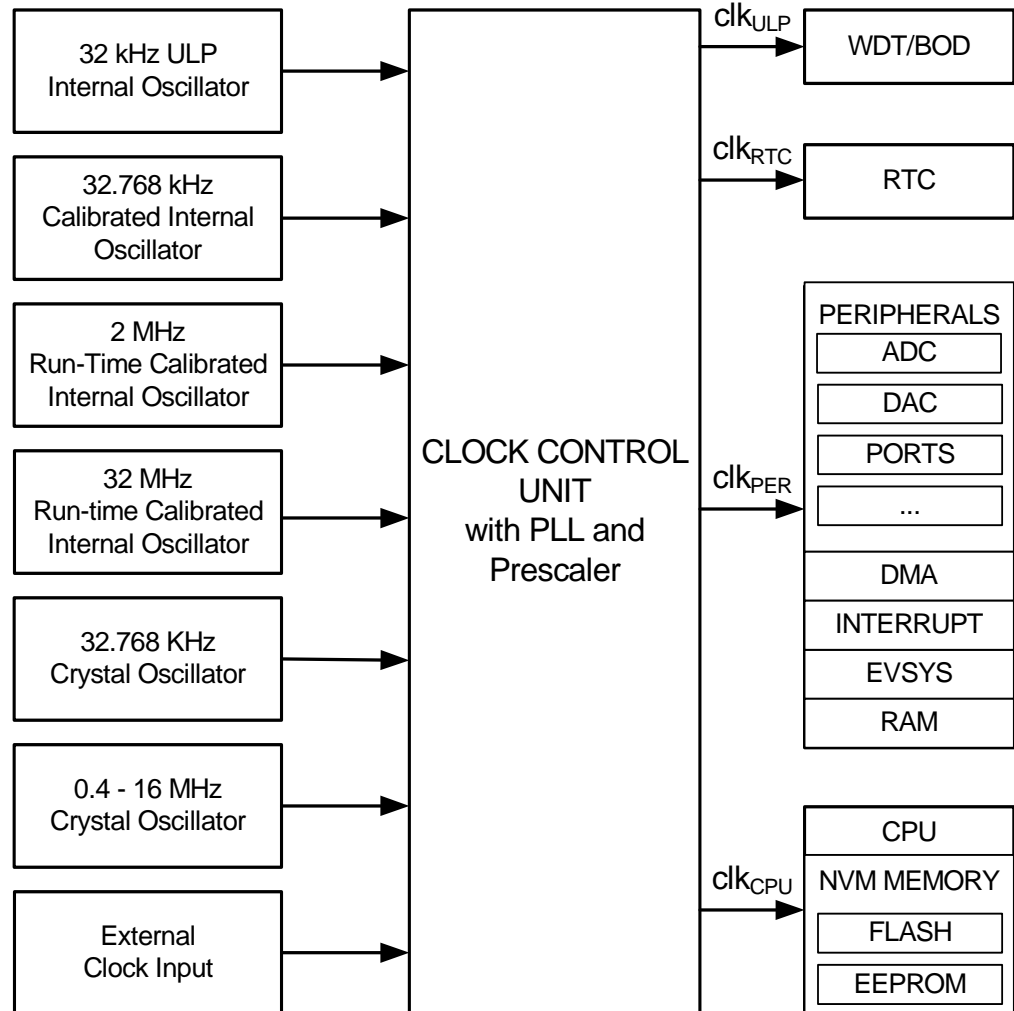 32 kHz ULP
Internal Oscillator
32.768 kHz
Calibrated Internal
Oscillator
2 MHz
Run-Time Calibrated
Internal Oscillator
32 MHz
Run-time Calibrated
Internal Oscillator
32.768 KHz
Crystal Oscillator
0.4 - 16 MHz
Crystal Oscillator
External
Clock Input
CLOCK CONTROL
UNIT
with PLL and
Prescaler
clkULP
WDT/BOD
clkRTC
RTC
clkPER
PERIPHERALS
ADC
DAC
PORTS
...
DMA
INTERRUPT
EVSYS
RAM
clkCPU
CPU
NVM MEMORY
FLASH
EEPROM